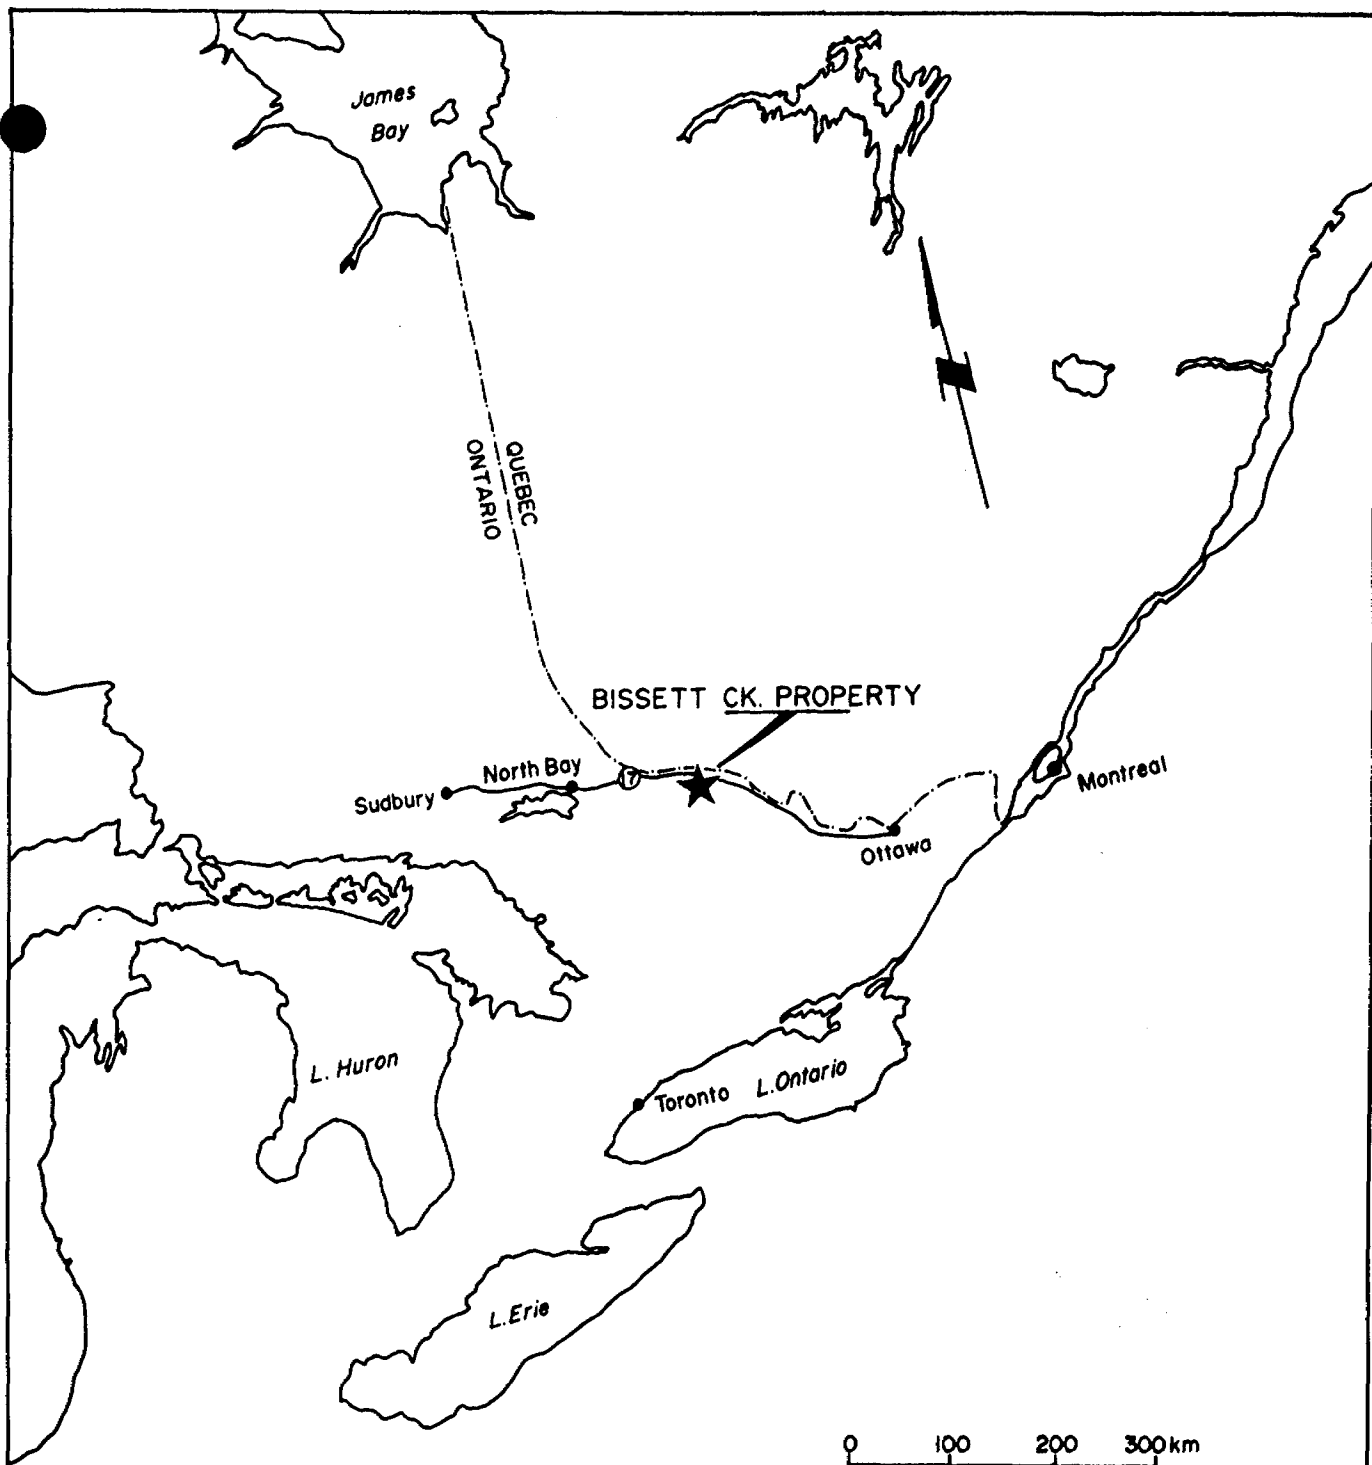 James
Bay
QUEBEC
ONTARIO
BISSETT CK. PROPERTY
North Bay
17
Sudbury
Montreal
Ottawa
L. Huron
Toronto
L. Ontario
L. Erie
0 100 200 300 km